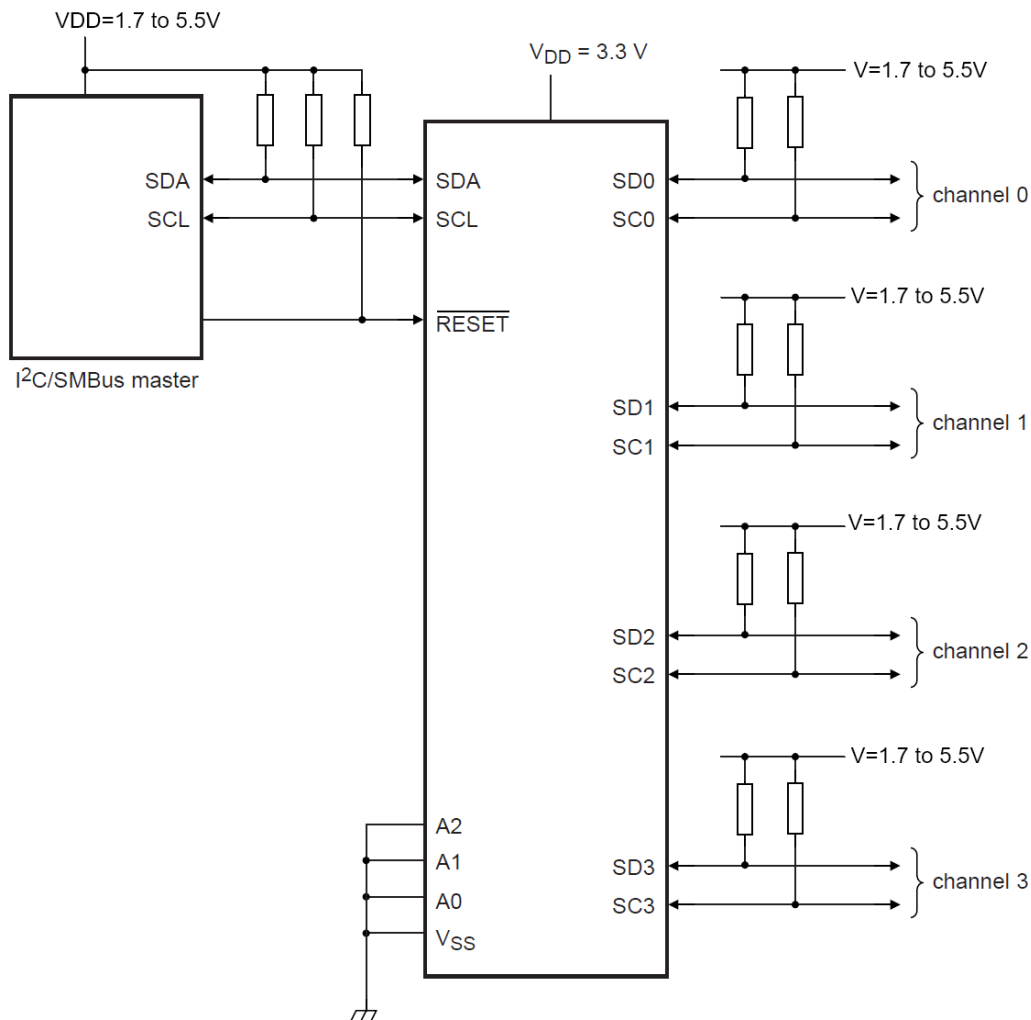 VDD=1.7 to 5.5V
V_DD = 3.3 V
V=1.7 to 5.5V
SDA
SCL
I²C/SMBus master
SDA
SCL
RESET
A2
A1
A0
V_SS
SD0
SC0
channel 0
V=1.7 to 5.5V
SD1
SC1
channel 1
V=1.7 to 5.5V
SD2
SC2
channel 2
V=1.7 to 5.5V
SD3
SC3
channel 3